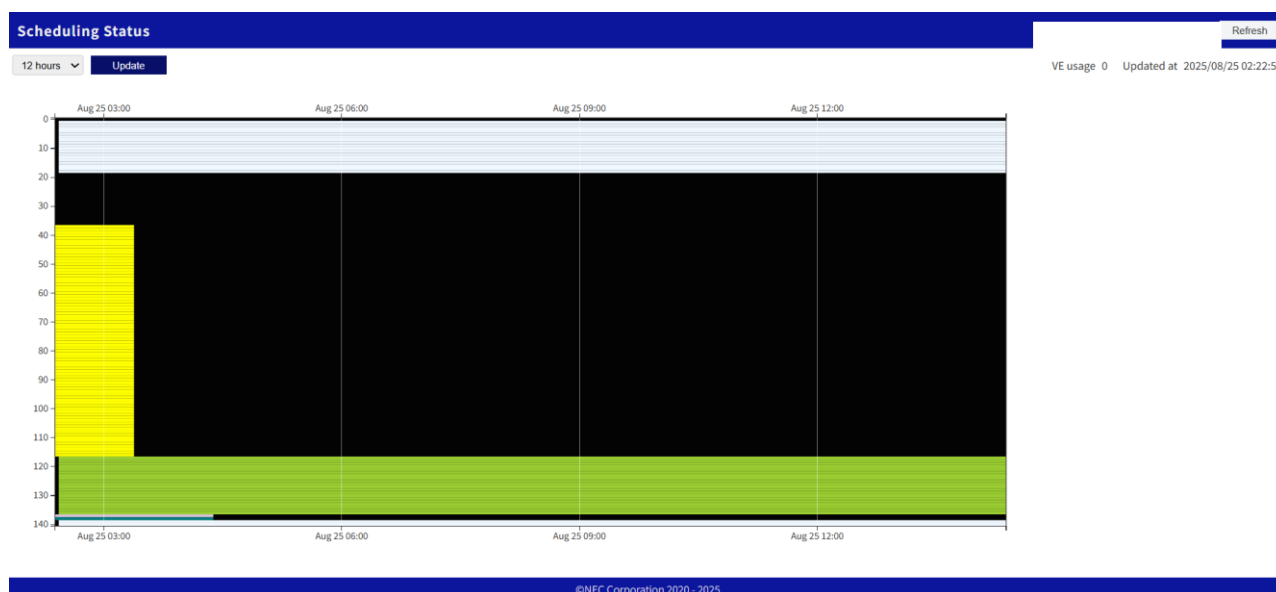 Scheduling Status
Refresh
12 hours Update
VE usage 0 Updated at 2025/08/25 02:22:5
Aug 25 03:00 Aug 25 06:00 Aug 25 09:00 Aug 25 12:00
0
10
20
30
40
50
60
70
80
90
100
110
120
130
140
Aug 25 03:00 Aug 25 06:00 Aug 25 09:00 Aug 25 12:00
©NEC Corporation 2020 - 2025